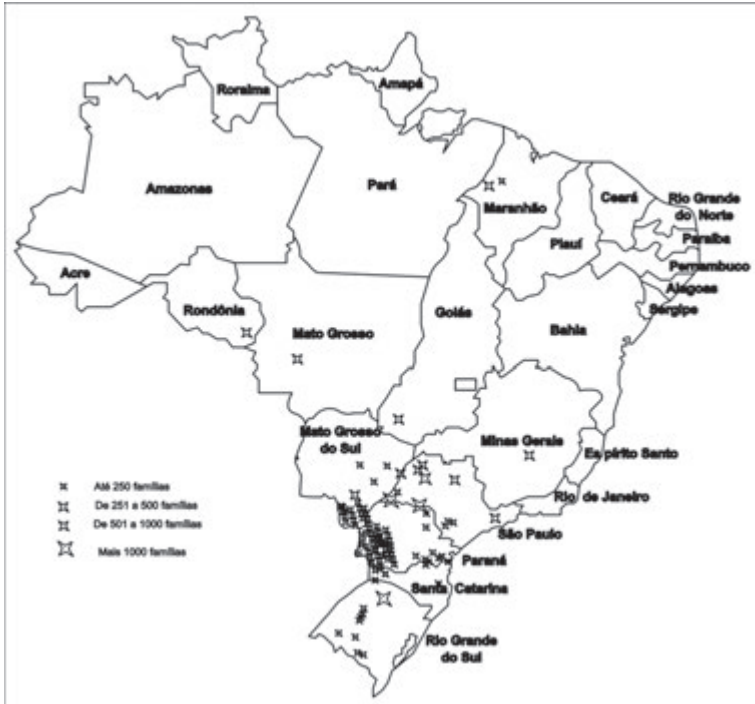 Roraima
Amapá
Amazonas
Pará
Maranhão
Ceará
Rio Grande
do Norte
Paraíba
Piauí
Pernambuco
Acre
Alagoas
Sergipe
Rondônia
Goiás
Mato Grosso
Bahia
Mato Grosso
do Sul
Minas Gerais
Espírito Santo
Rio de Janeiro
São Paulo
Paraná
Santa Catarina
Rio Grande
do Sul
Até 250 famílias
De 251 a 500 famílias
De 501 a 1000 famílias
Mais 1000 famílias